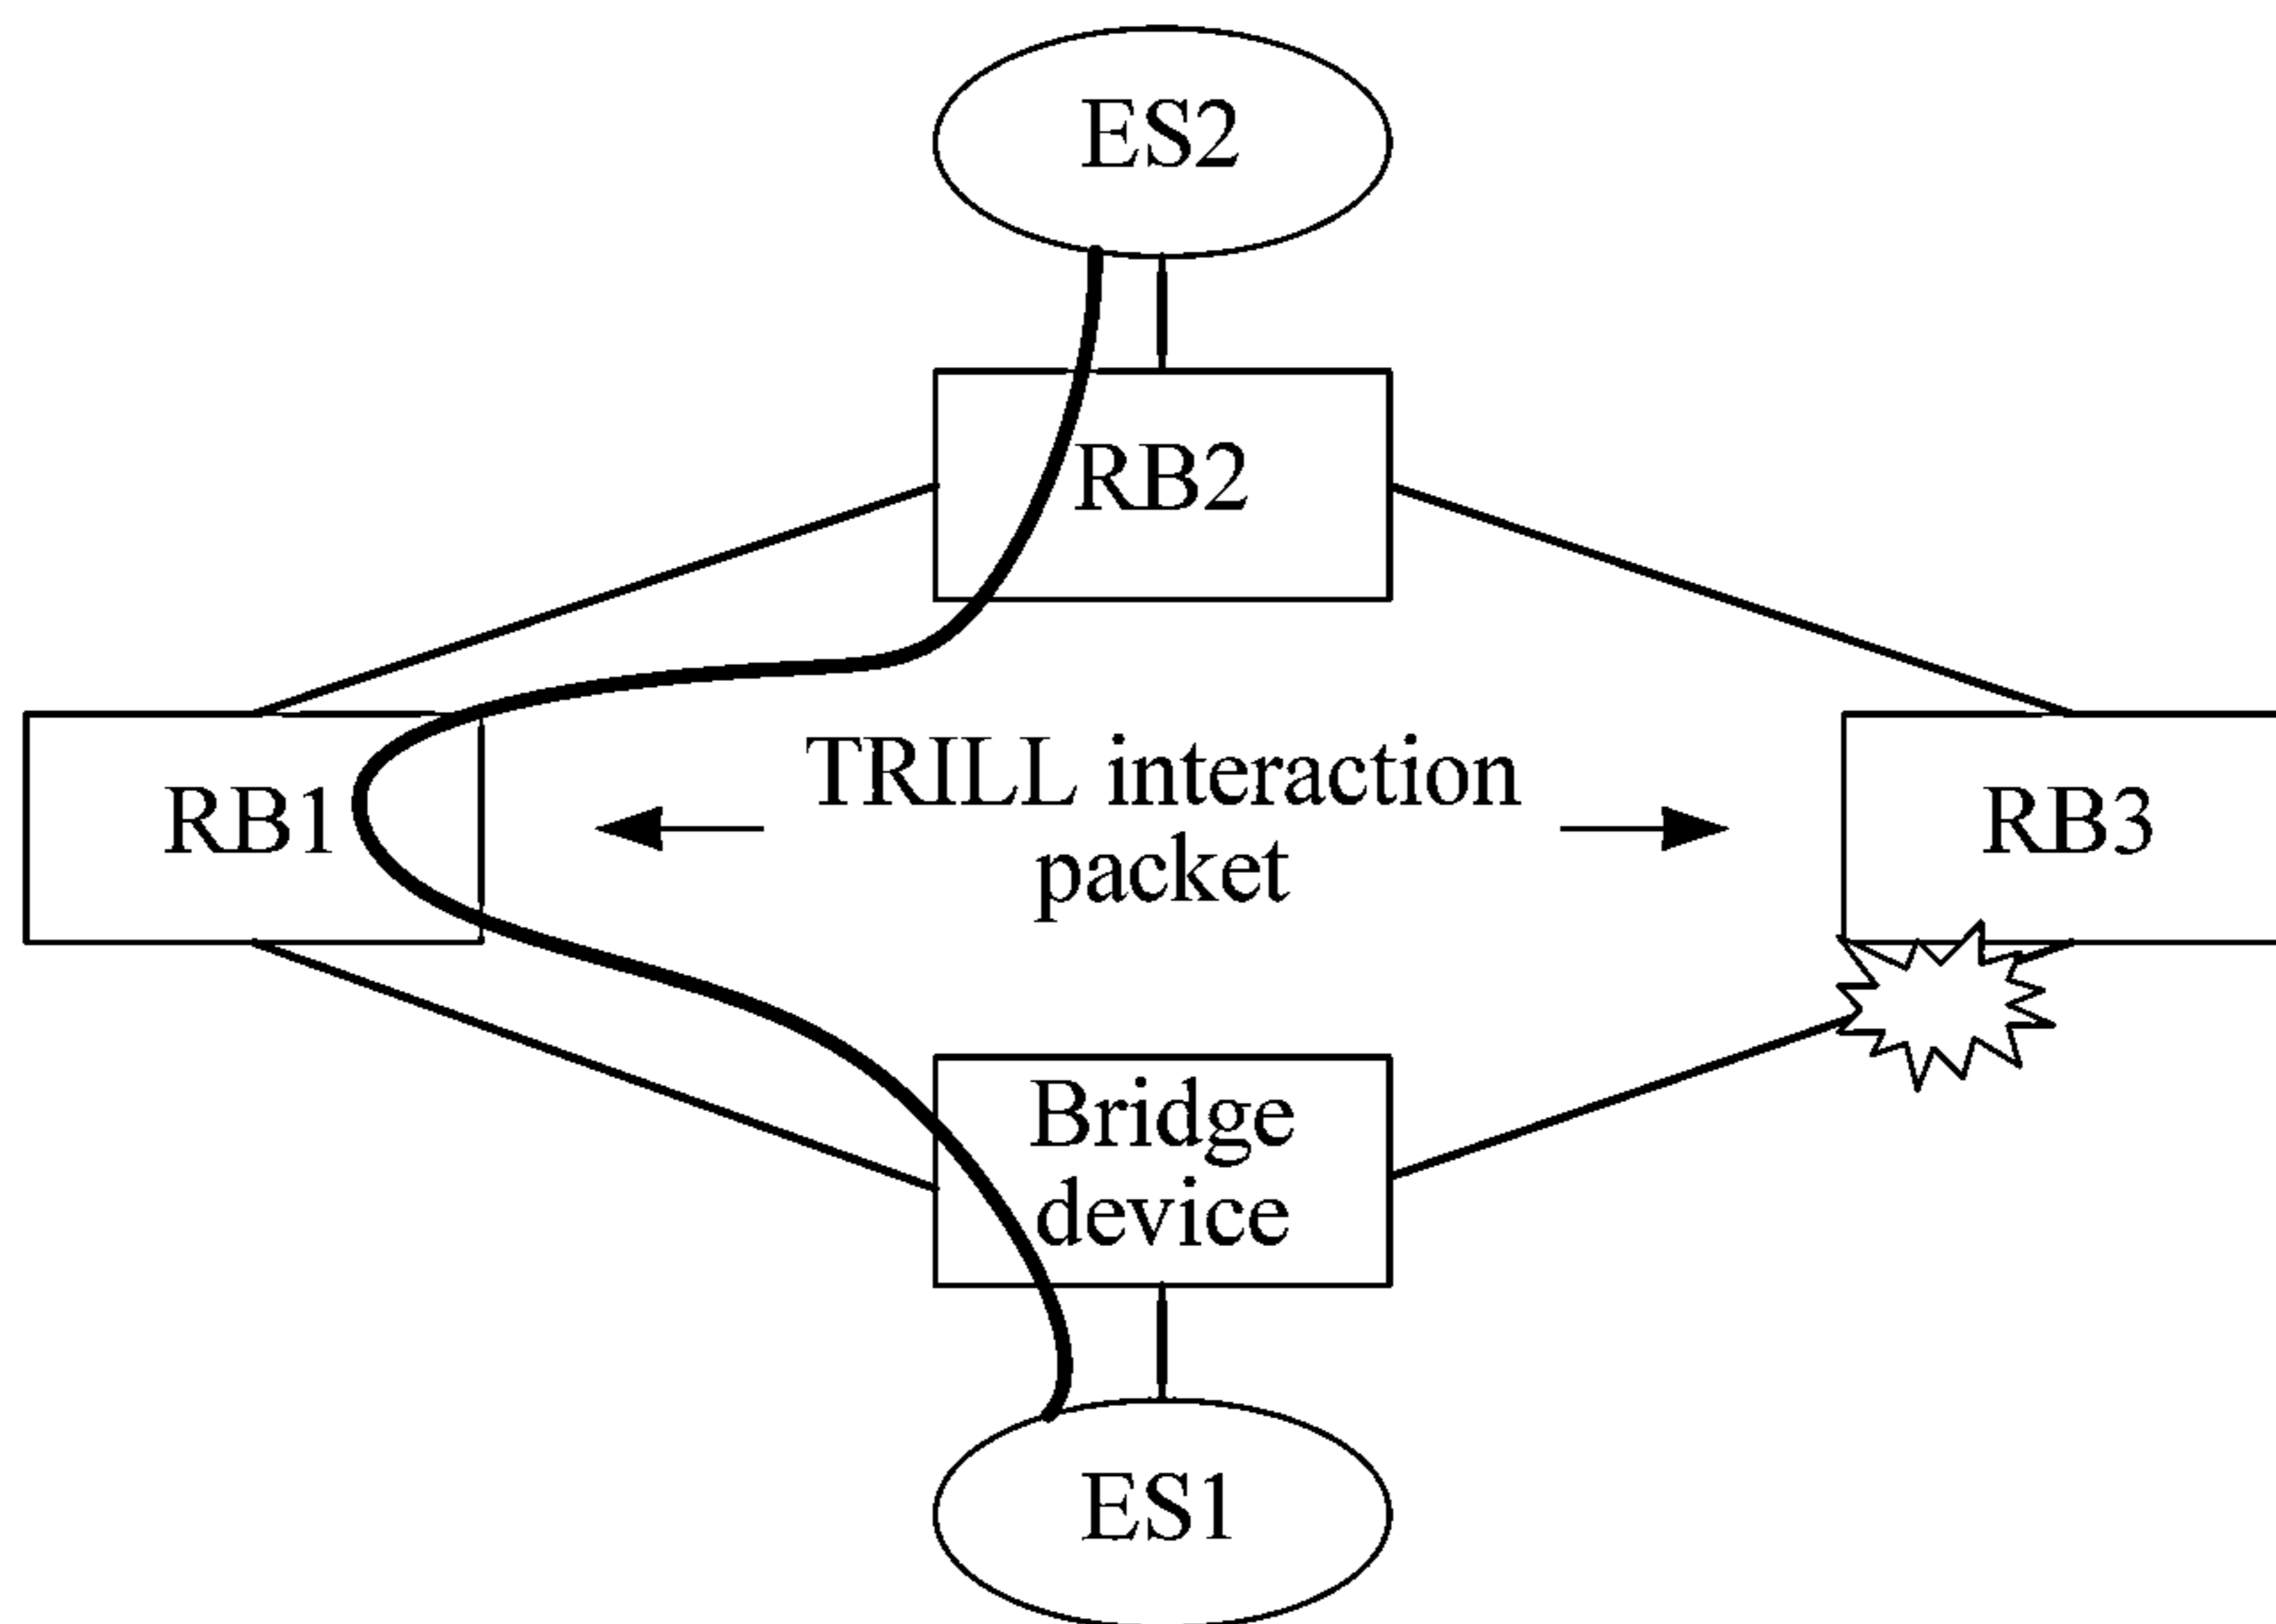 ES2
RB2
RB1
TRILL interaction
packet
RB3
Bridge
device
ES1